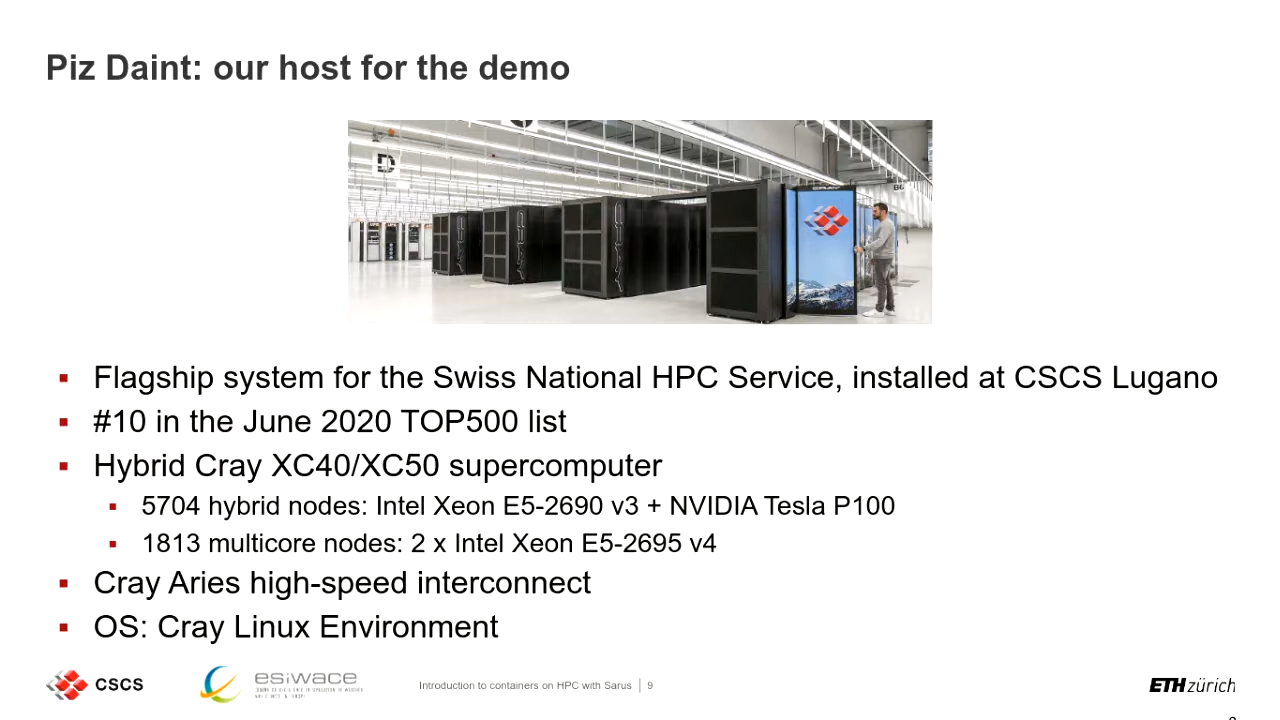 Piz Daint: our host for the demo
D
CRAY
▪ Flagship system for the Swiss National HPC Service, installed at CSCS Lugano
▪ #10 in the June 2020 TOP500 list
▪ Hybrid Cray XC40/XC50 supercomputer
▪ 5704 hybrid nodes: Intel Xeon E5-2690 v3 + NVIDIA Tesla P100
▪ 1813 multicore nodes: 2 x Intel Xeon E5-2695 v4
▪ Cray Aries high-speed interconnect
▪ OS: Cray Linux Environment
CSCS
esiwace
Introduction to containers on HPC with Sarus | 9
ETH zürich